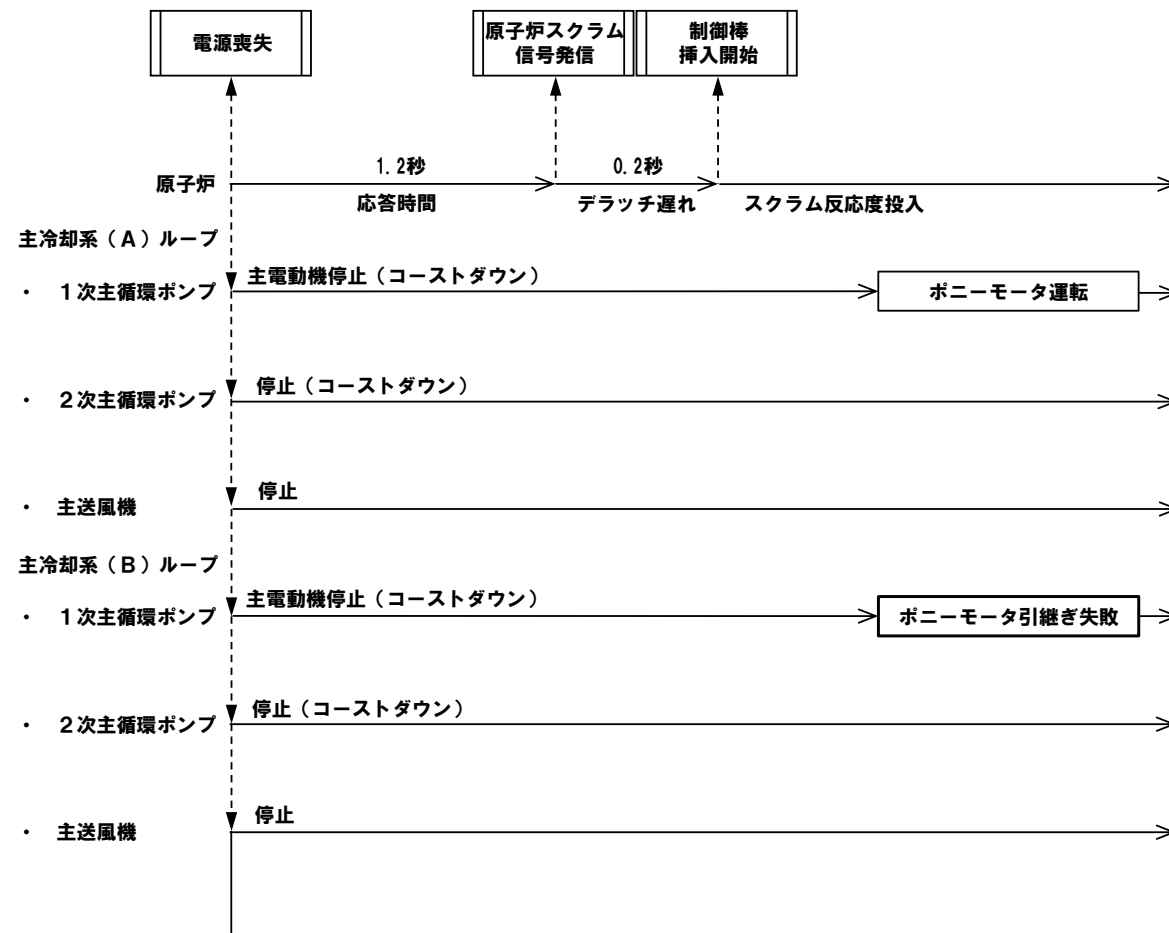 電源喪失
原子炉スクラム
信号発信
制御棒
挿入開始
1.2秒
0.2秒
原子炉
応答時間
デラッチ遅れ
スクラム反応度投入
主冷却系（A）ループ
主電動機停止（コーストダウン）
・ 1次主循環ポンプ
ポニーモータ運転
停止（コーストダウン）
・ 2次主循環ポンプ
停止
・ 主送風機
主冷却系（B）ループ
主電動機停止（コーストダウン）
・ 1次主循環ポンプ
ポニーモータ引継ぎ失敗
停止（コーストダウン）
・ 2次主循環ポンプ
停止
・ 主送風機